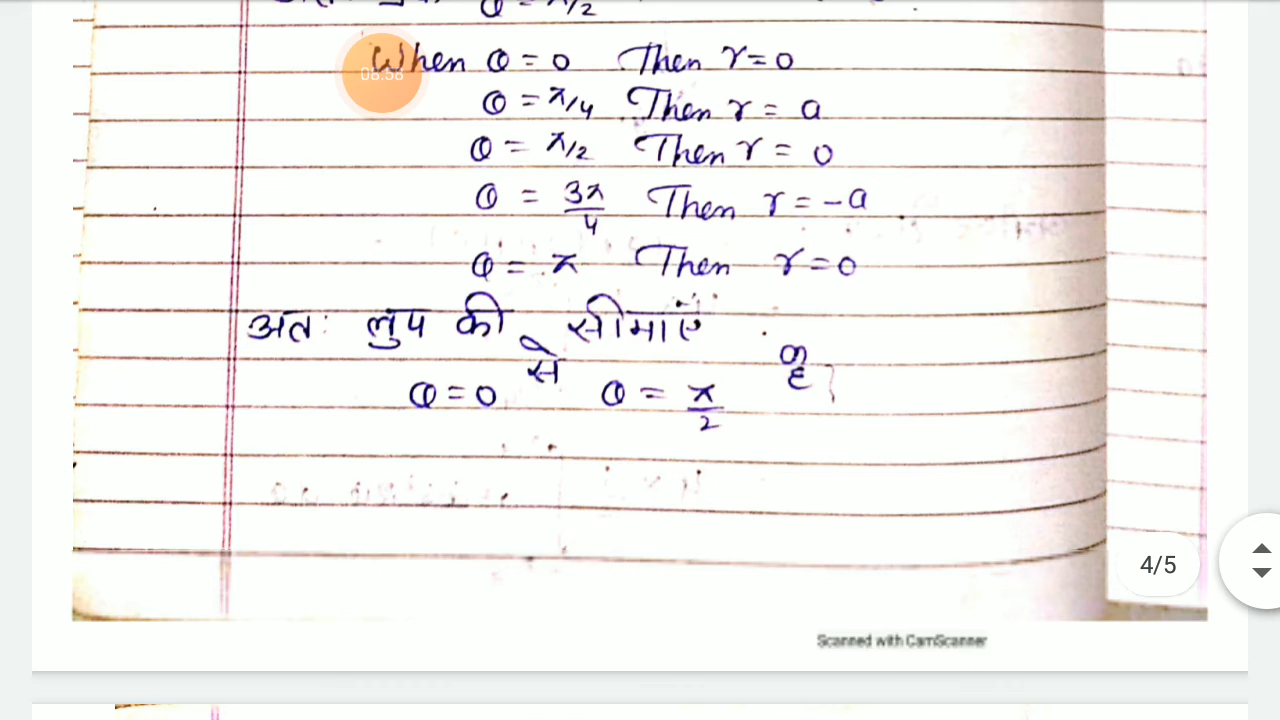 θ = π/2
When θ = 0 Then r = 0
08:58
θ = π/4 Then r = a
θ = π/2 Then r = 0
θ = 3π/4 Then r = -a
θ = π Then r = 0
अतः लुप की सीमाएँ
θ = 0 से θ = π/2 है।
4/5
Scanned with CamScanner